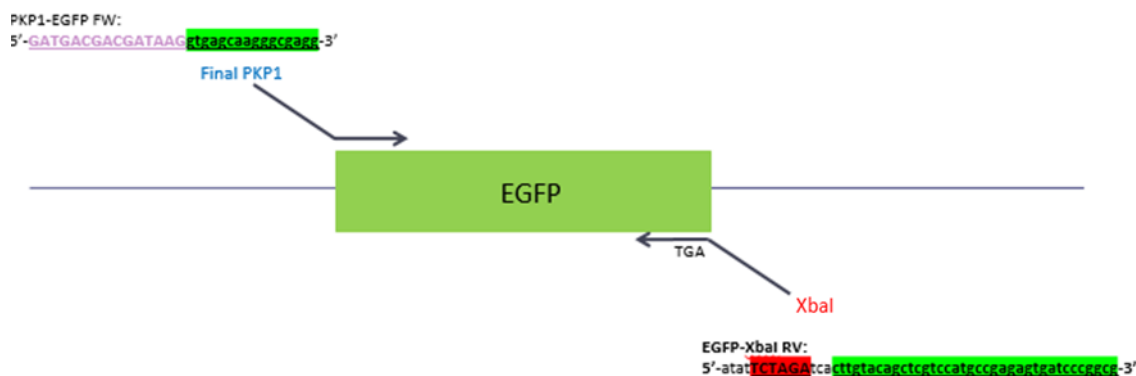 PKP1-EGFP FW:
5'-GATGACGACGATAAGgtgagcaagggcgagg-3'
Final PKP1
EGFP
TGA
XbaI
EGFP-XbaI RV:
5'-atatTCTAGAtcacttgtacagctcgtccatgccgagagtgatcccggcg-3'